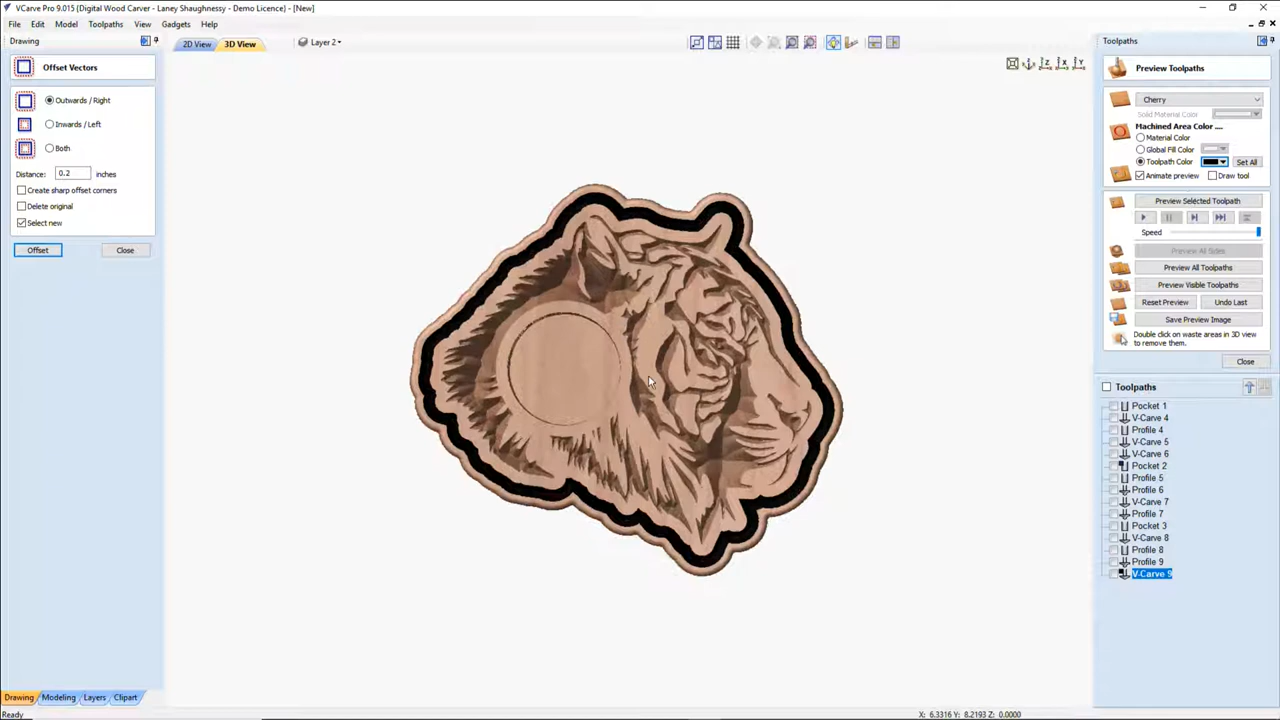 VCarve Pro 9.015 {Digital Wood Carver - Laney Shaughnessy - Demo Licence} - [New]
File Edit Model Toolpaths View Gadgets Help
Drawing
2D View 3D View Layer 2
Toolpaths
Offset Vectors
Outwards / Right
Inwards / Left
Both
Distance: 0.2 inches
Create sharp offset corners
Delete original
Select new
Offset Close
Preview Toolpaths
Cherry
Solid Material Color
Machined Area Color ....
Material Color
Global Fill Color
Toolpath Color Set All
Animate preview Draw tool
Preview Selected Toolpath
Speed
Preview All Sides
Preview All Toolpaths
Preview Visible Toolpaths
Reset Preview Undo Last
Save Preview Image
Double click on waste areas in 3D view
to remove them.
Close
Toolpaths
Pocket 1
V-Carve 4
Profile 4
V-Carve 5
V-Carve 6
Pocket 2
Profile 5
Profile 6
V-Carve 7
Profile 7
Pocket 3
V-Carve 8
Profile 8
Profile 9
V-Carve 9
Drawing Modeling Layers Clipart
Ready X: 6.3316 Y: 8.2193 Z: 0.0000